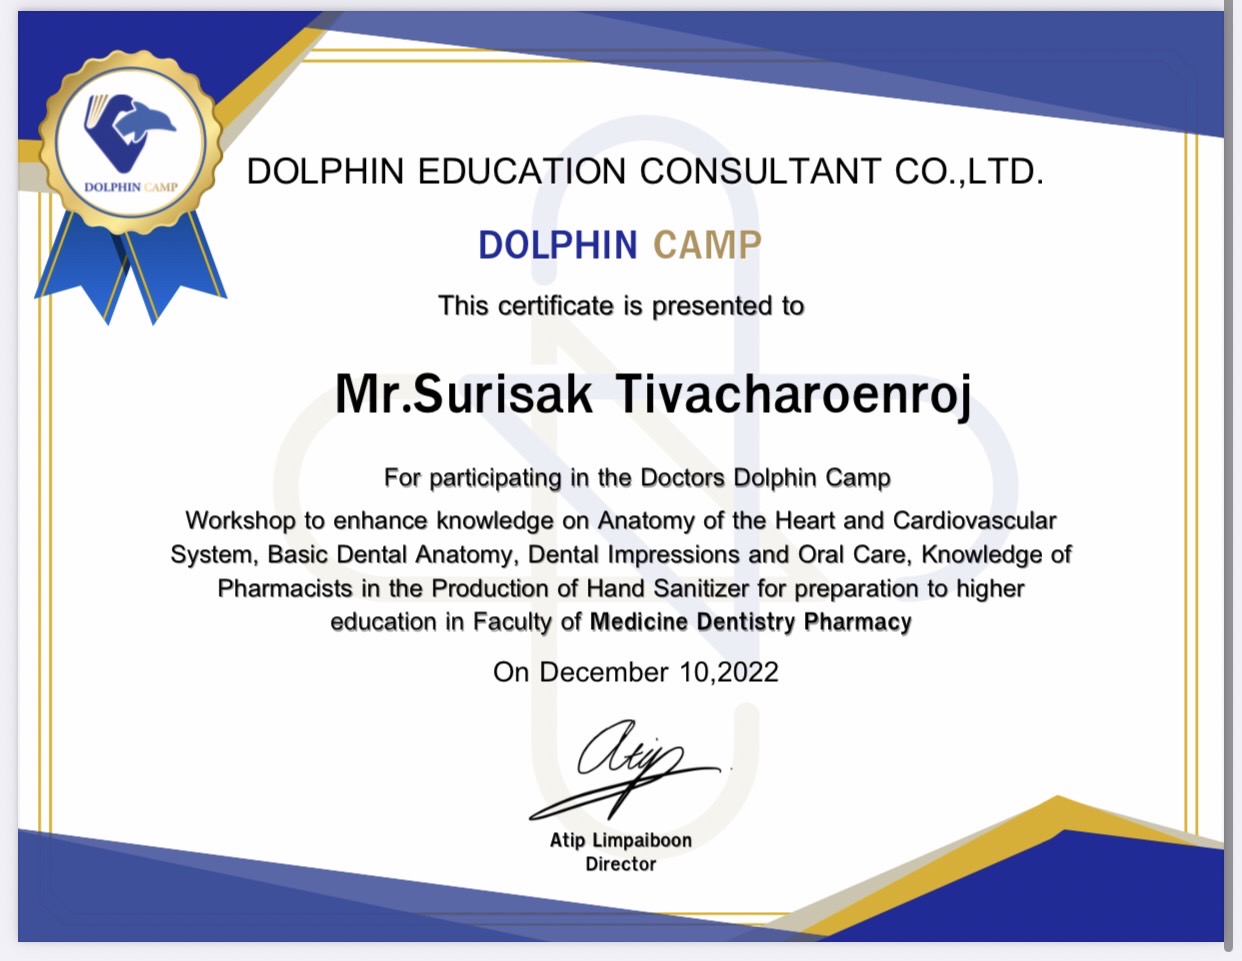 DOLPHIN CAMP
DOLPHIN EDUCATION CONSULTANT CO.,LTD.
DOLPHIN CAMP
This certificate is presented to
Mr.Surisak Tivacharoenroj
For participating in the Doctors Dolphin Camp
Workshop to enhance knowledge on Anatomy of the Heart and Cardiovascular
System, Basic Dental Anatomy, Dental Impressions and Oral Care, Knowledge of
Pharmacists in the Production of Hand Sanitizer for preparation to higher
education in Faculty of Medicine Dentistry Pharmacy
On December 10,2022
Atip
Atip Limpaiboon
Director